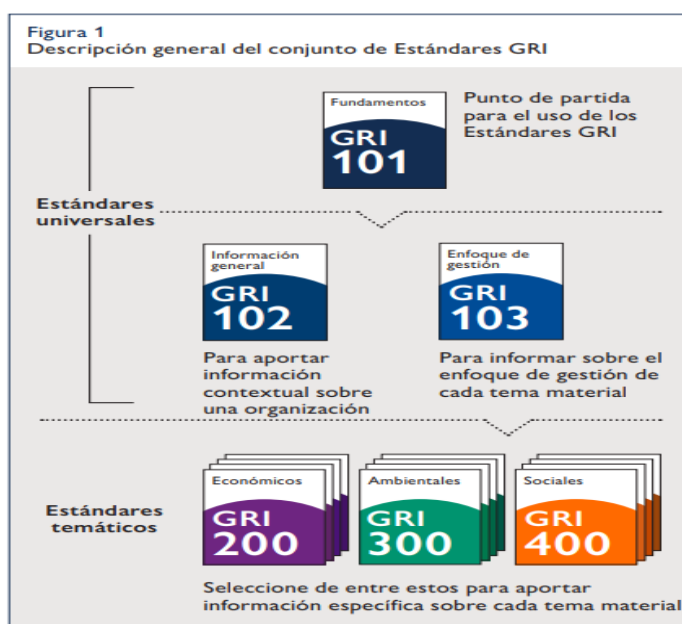 Figura 1
Descripción general del conjunto de Estándares GRI
Fundamentos
GRI
101
Punto de partida
para el uso de los
Estándares GRI
Estándares
universales
Información
general
GRI
102
Enfoque de
gestión
GRI
103
Para aportar
información
contextual sobre
una organización
Para informar sobre el
enfoque de gestión de
cada tema material
Estándares
temáticos
Económicos
GRI
200
Ambientales
GRI
300
Sociales
GRI
400
Seleccione de entre estos para aportar
información específica sobre cada tema material